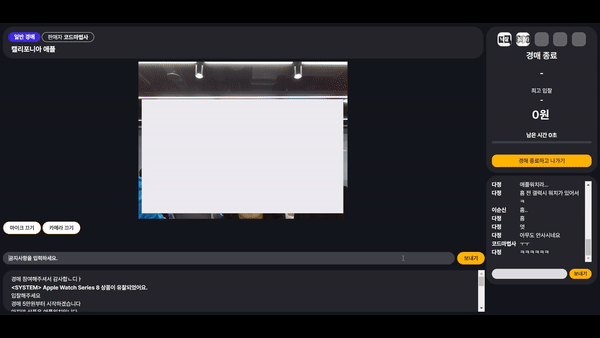 일반 경매 판매자 코드마법사
캘리포니아 애플
마이크 끄기 카메라 끄기
공지사항을 입력하세요. 보내기
경매 참여해주셔서 감사합ㄴ디ㅏ
<SYSTEM> Apple Watch Series 8 상품이 유찰되었어요.
입찰해주세요
경매 5만원부터 시작하겠습니다
경매 종료
-
최고 입찰
-
0원
남은 시간 0초
경매 종료하고 나가기
다정 애플워치라...
다정 흠 전 갤럭시 워치가 있어서
ㅋ
이순신 흠..
다정 흠
다정 엇
다정 아무도 안사시네요
코드마법사 ㅜㅜ
다정 ㅋㅋㅋㅋㅋㅋ
보내기